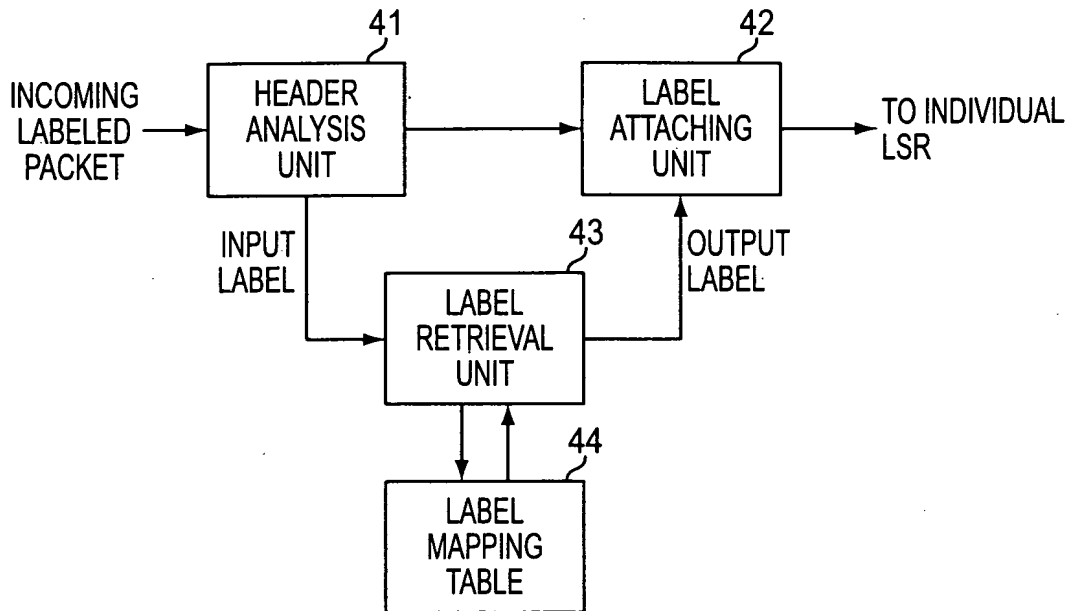 41
42
INCOMING
LABELED
PACKET
HEADER
ANALYSIS
UNIT
LABEL
ATTACHING
UNIT
TO INDIVIDUAL
LSR
INPUT
LABEL
43
OUTPUT
LABEL
LABEL
RETRIEVAL
UNIT
44
LABEL
MAPPING
TABLE